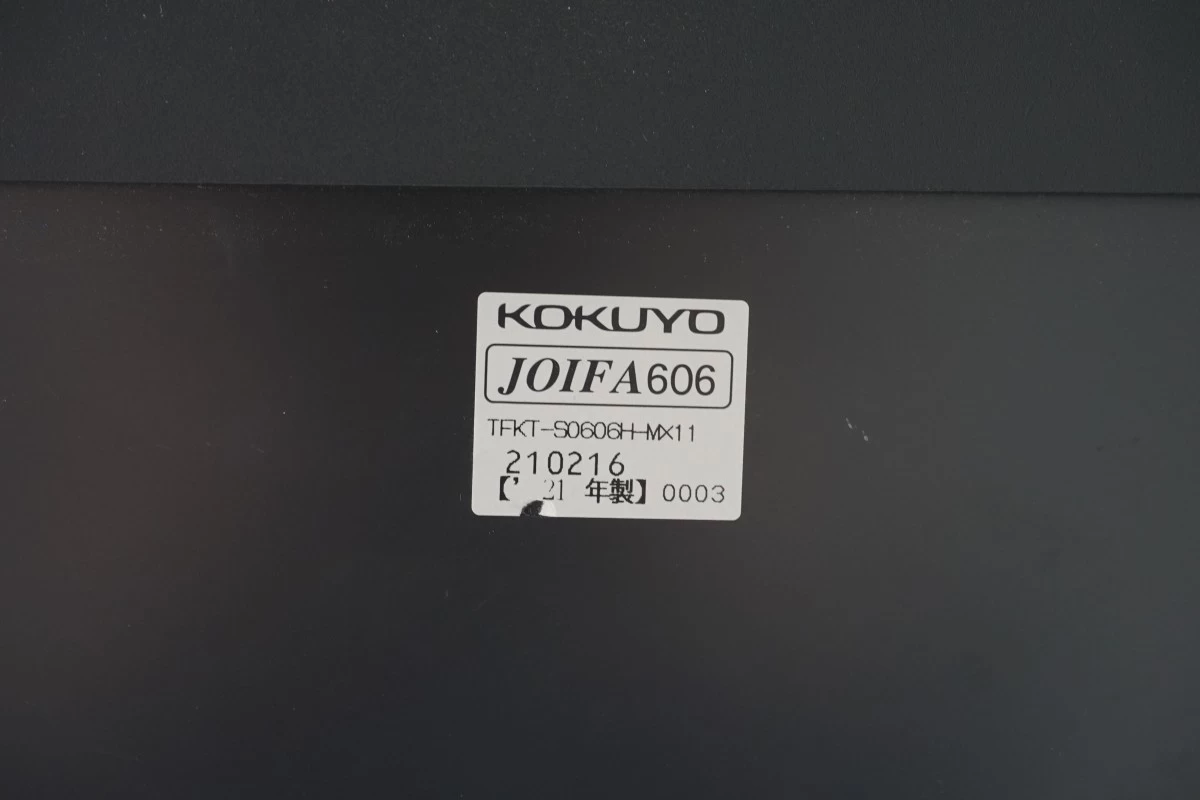 KOKUYO
JOIFA606
TFKT-S0606H-MX11
210216
【’21 年製】0003